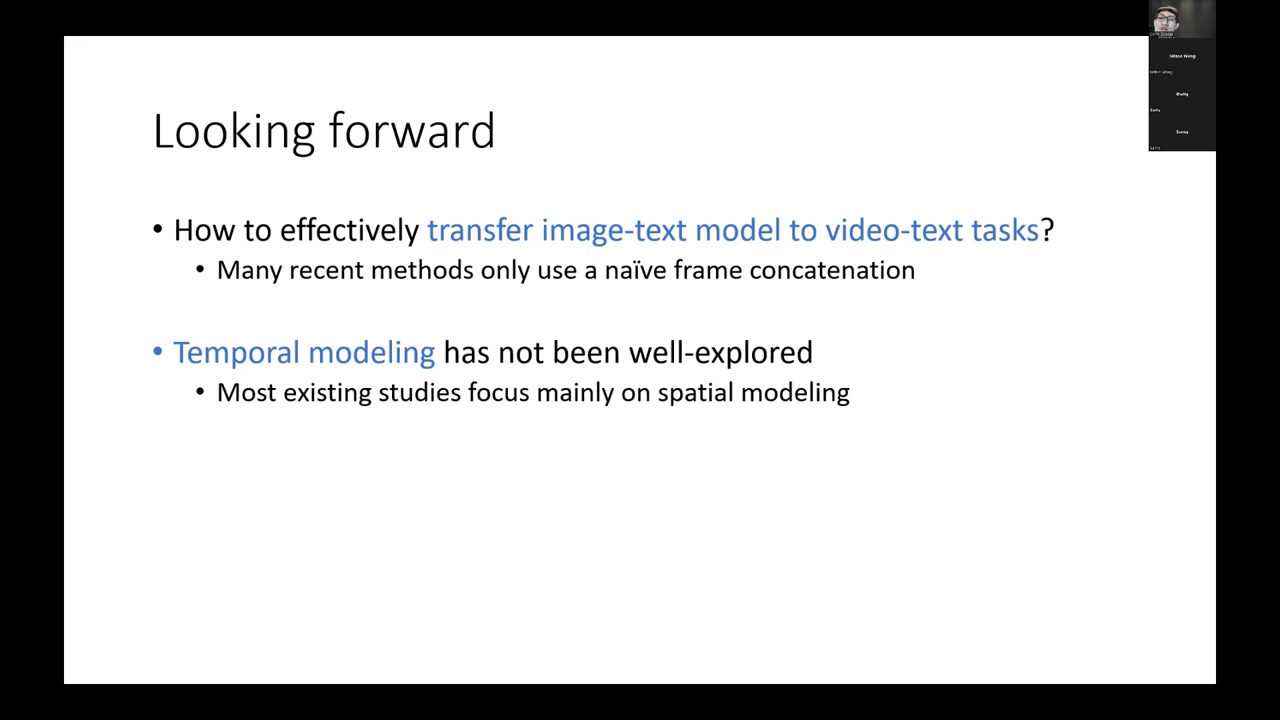 Looking forward
• How to effectively transfer image-text model to video-text tasks?
• Many recent methods only use a naïve frame concatenation
• Temporal modeling has not been well-explored
• Most existing studies focus mainly on spatial modeling